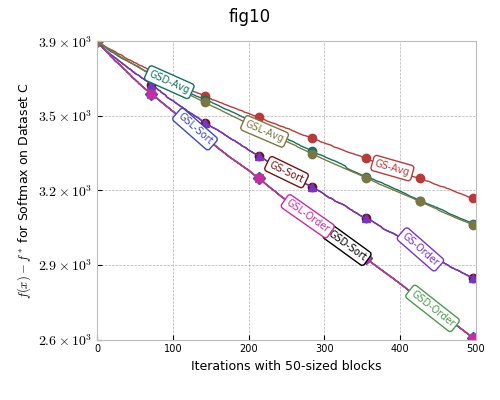 fig10
f(x) − f* for Softmax on Dataset C
3.9 × 10³
3.5 × 10³
3.2 × 10³
2.9 × 10³
2.6 × 10³
GSD-Avg
GSL-Sort
GSL-Avg
GS-Avg
GS-Sort
GSL-Order
GSD-Sort
GS-Order
GSD-Order
0 100 200 300 400 500
Iterations with 50-sized blocks